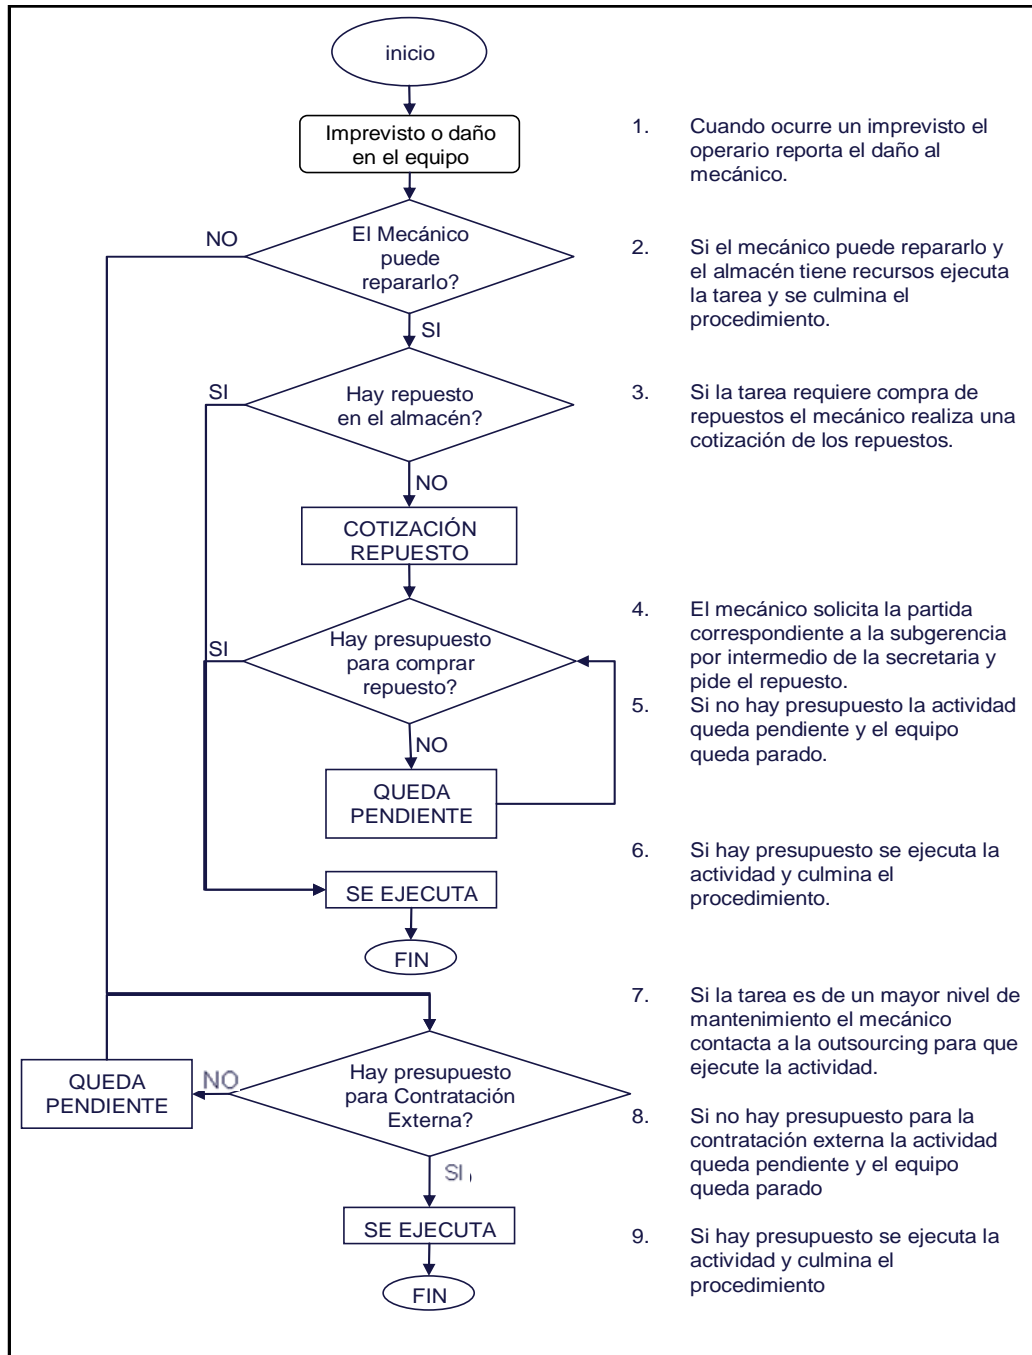 inicio
Imprevisto o daño
en el equipo
1. Cuando ocurre un imprevisto el
operario reporta el daño al
mecánico.
NO
El Mecánico
puede
repararlo?
2. Si el mecánico puede repararlo y
el almacén tiene recursos ejecuta
la tarea y se culmina el
procedimiento.
SI
SI
Hay repuesto
en el almacén?
3. Si la tarea requiere compra de
repuestos el mecánico realiza una
cotización de los repuestos.
NO
COTIZACIÓN
REPUESTO
SI
Hay presupuesto
para comprar
repuesto?
4. El mecánico solicita la partida
correspondiente a la subgerencia
por intermedio de la secretaria y
pide el repuesto.
5. Si no hay presupuesto la actividad
queda pendiente y el equipo
queda parado.
NO
QUEDA
PENDIENTE
6. Si hay presupuesto se ejecuta la
actividad y culmina el
procedimiento.
SE EJECUTA
FIN
7. Si la tarea es de un mayor nivel de
mantenimiento el mecánico
contacta a la outsourcing para que
ejecute la actividad.
QUEDA
PENDIENTE
NO
Hay presupuesto
para Contratación
Externa?
8. Si no hay presupuesto para la
contratación externa la actividad
queda pendiente y el equipo
queda parado
SI
SE EJECUTA
9. Si hay presupuesto se ejecuta la
actividad y culmina el
procedimiento
FIN